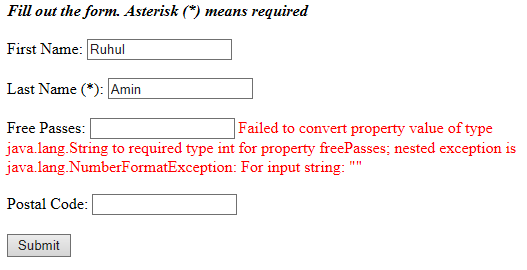 Fill out the form. Asterisk (*) means required
First Name: Ruhul
Last Name (*): Amin
Free Passes: Failed to convert property value of type
java.lang.String to required type int for property freePasses; nested exception is
java.lang.NumberFormatException: For input string: ""
Postal Code:
Submit